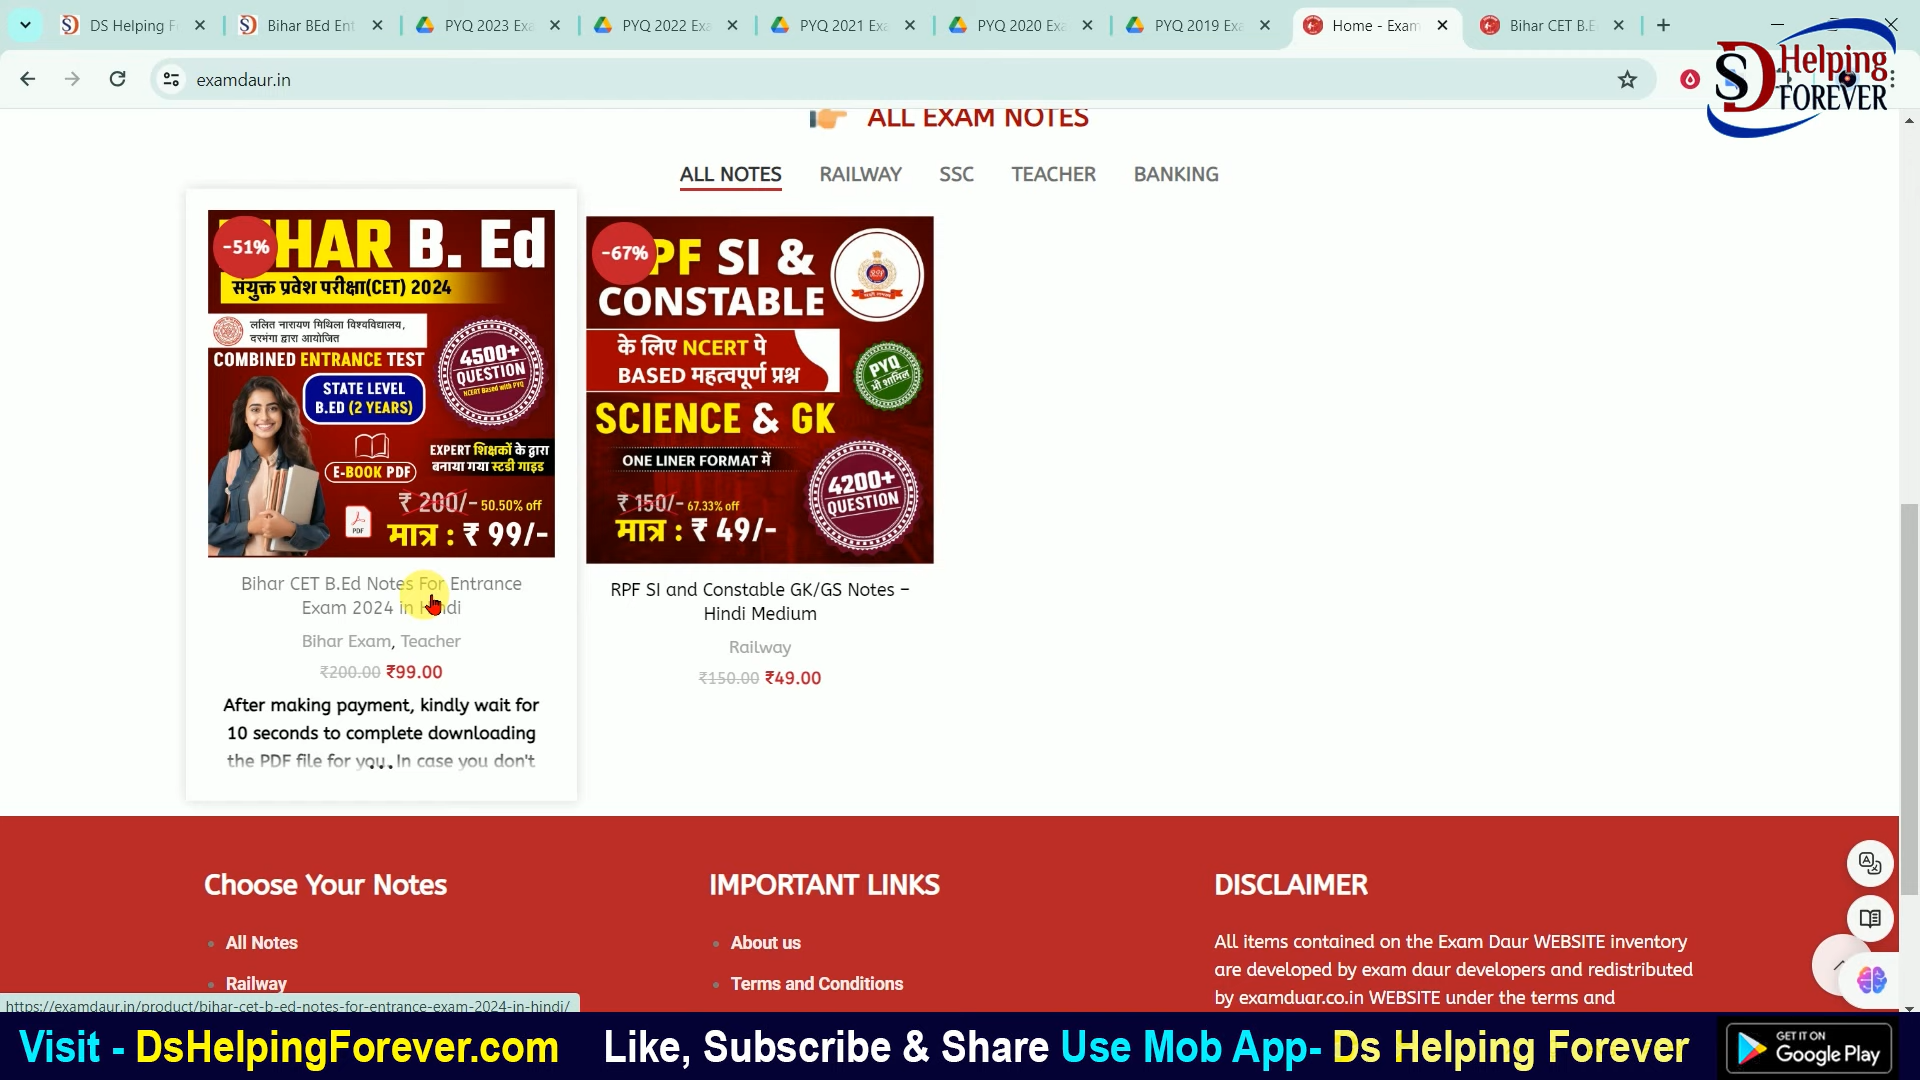 DS Helping F
Bihar BEd Ent
PYQ 2023 Exa
PYQ 2022 Exa
PYQ 2021 Exa
PYQ 2020 Exa
PYQ 2019 Exa
Home - Exam
Bihar CET B.E
examdaur.in
SD Helping
FOREVER
ALL EXAM NOTES
ALL NOTES RAILWAY SSC TEACHER BANKING
-51%
HAR B. Ed
संयुक्त प्रवेश परीक्षा(CET) 2024
ललित नारायण मिथिला विश्वविद्यालय,
दरभंगा द्वारा आयोजित
COMBINED ENTRANCE TEST
STATE LEVEL
B.ED (2 YEARS)
4500+
QUESTION
NCERT Based with PYQ
E-BOOK PDF
EXPERT शिक्षकों के द्वारा
बनाया गया स्टडी गाइड
₹ 200/- 50.50% off
PDF
मात्र : ₹ 99/-
Bihar CET B.Ed Notes For Entrance
Exam 2024 in Hindi
Bihar Exam, Teacher
₹200.00 ₹99.00
After making payment, kindly wait for
10 seconds to complete downloading
the PDF file for you. In case you don't
...
-67%
PF SI &
CONSTABLE
के लिए NCERT पे
BASED महत्वपूर्ण प्रश्न
PYQ
भी शामिल
SCIENCE & GK
ONE LINER FORMAT में
4200+
QUESTION
₹ 150/- 67.33% off
मात्र : ₹ 49/-
RPF SI and Constable GK/GS Notes –
Hindi Medium
Railway
₹150.00 ₹49.00
Choose Your Notes
All Notes
Railway
IMPORTANT LINKS
About us
Terms and Conditions
DISCLAIMER
All items contained on the Exam Daur WEBSITE inventory
are developed by exam daur developers and redistributed
by examduar.co.in WEBSITE under the terms and
https://examdaur.in/product/bihar-cet-b-ed-notes-for-entrance-exam-2024-in-hindi/
Visit - DsHelpingForever.com Like, Subscribe & Share Use Mob App- Ds Helping Forever
GET IT ON
Google Play